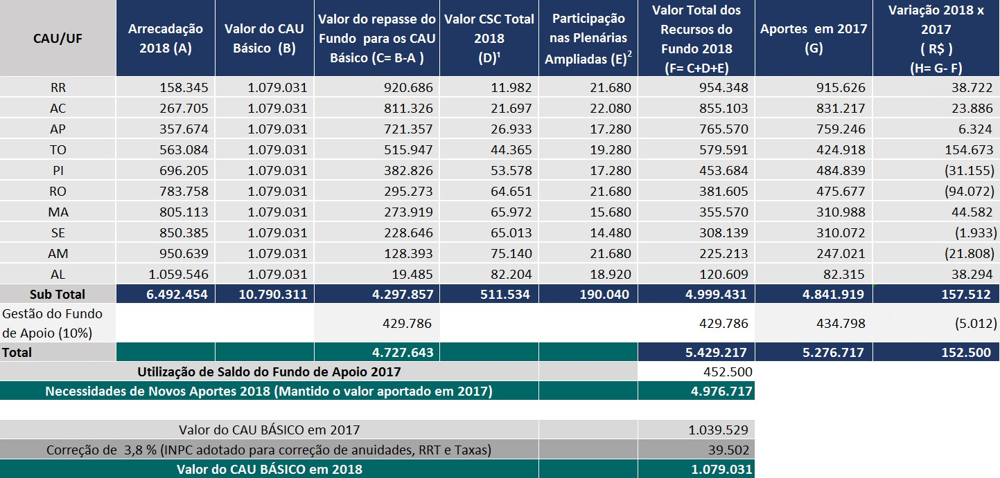 CAU/UF
Arrecadação
2018 (A)
Valor do CAU
Básico (B)
Valor do repasse do
Fundo para os CAU
Básico (C= B-A )
Valor CSC Total
2018
(D)¹
Participação
nas Plenárias
Ampliadas (E)²
Valor Total dos
Recursos do
Fundo 2018
(F= C+D+E)
Aportes em 2017
(G)
Variação 2018 x
2017
( R$ )
(H= G- F)
RR 158.345 1.079.031 920.686 11.982 21.680 954.348 915.626 38.722
AC 267.705 1.079.031 811.326 21.697 22.080 855.103 831.217 23.886
AP 357.674 1.079.031 721.357 26.933 17.280 765.570 759.246 6.324
TO 563.084 1.079.031 515.947 44.365 19.280 579.591 424.918 154.673
PI 696.205 1.079.031 382.826 53.578 17.280 453.684 484.839 (31.155)
RO 783.758 1.079.031 295.273 64.651 21.680 381.605 475.677 (94.072)
MA 805.113 1.079.031 273.919 65.972 15.680 355.570 310.988 44.582
SE 850.385 1.079.031 228.646 65.013 14.480 308.139 310.072 (1.933)
AM 950.639 1.079.031 128.393 75.140 21.680 225.213 247.021 (21.808)
AL 1.059.546 1.079.031 19.485 82.204 18.920 120.609 82.315 38.294
Sub Total 6.492.454 10.790.311 4.297.857 511.534 190.040 4.999.431 4.841.919 157.512
Gestão do Fundo
de Apoio (10%)
429.786 429.786 434.798 (5.012)
Total 4.727.643 5.429.217 5.276.717 152.500
Utilização de Saldo do Fundo de Apoio 2017 452.500
Necessidades de Novos Aportes 2018 (Mantido o valor aportado em 2017) 4.976.717
Valor do CAU BÁSICO em 2017 1.039.529
Correção de 3,8 % (INPC adotado para correção de anuidades, RRT e Taxas) 39.502
Valor do CAU BÁSICO em 2018 1.079.031